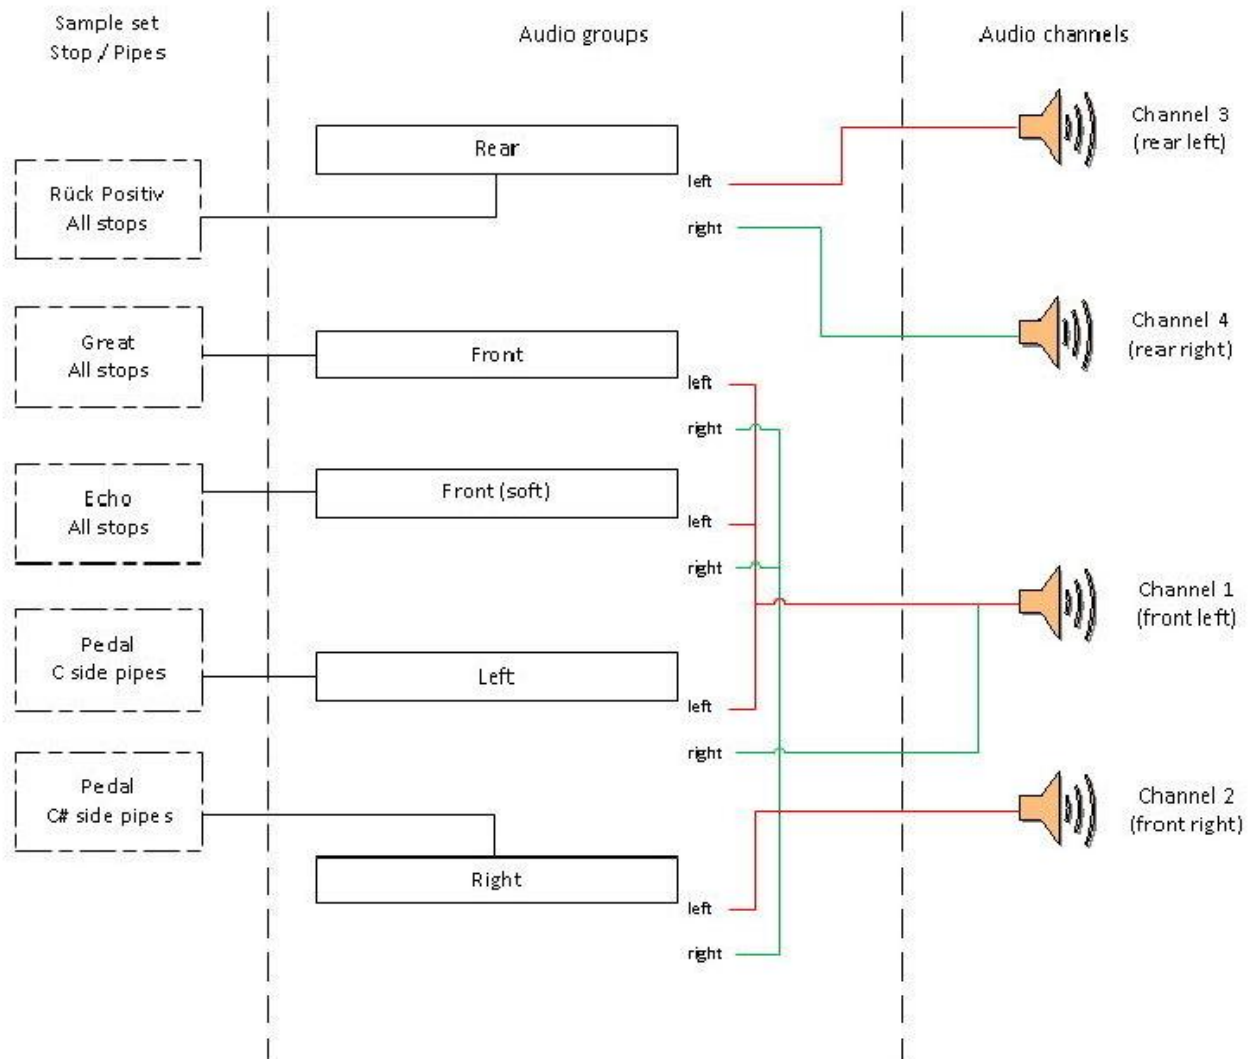 Sample set
Stop / Pipes
Audio groups
Audio channels
Rear
left
right
Channel 3
(rear left)
Rück Positiv
All stops
Great
All stops
Front
left
right
Channel 4
(rear right)
Echo
All stops
Front (soft)
left
right
Channel 1
(front left)
Pedal
C side pipes
Left
left
right
Pedal
C# side pipes
Right
left
right
Channel 2
(front right)